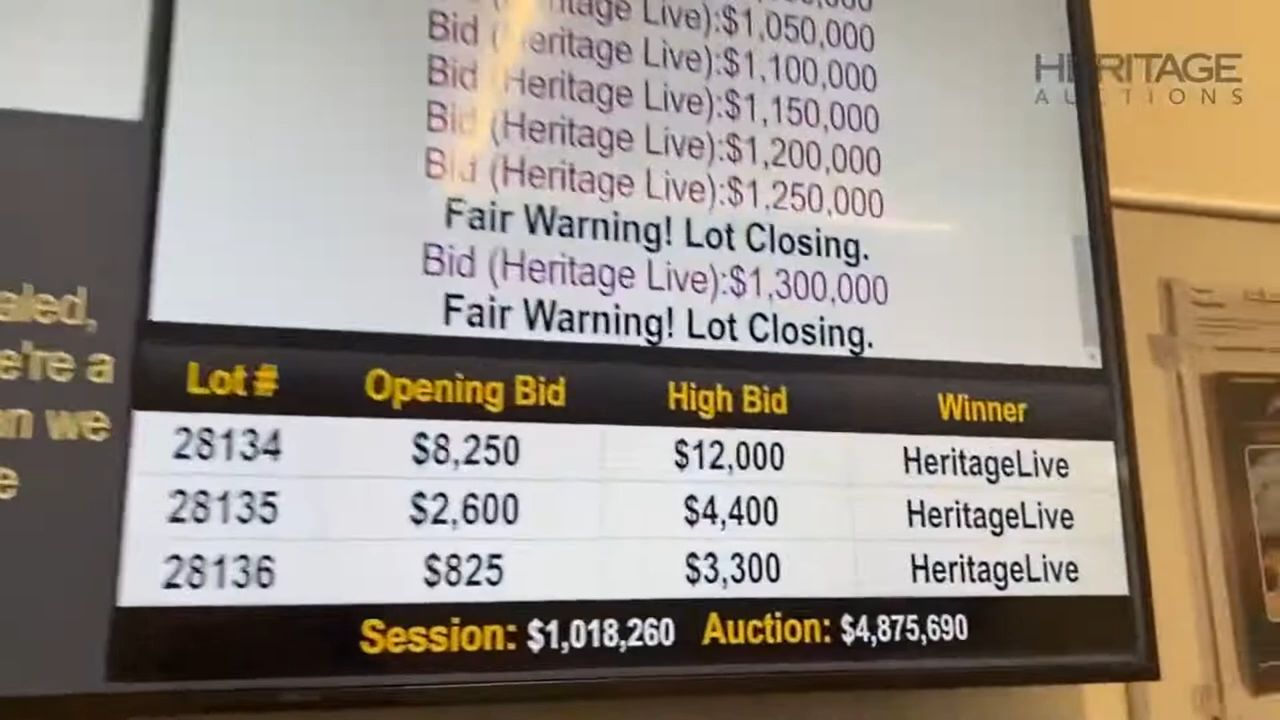 Live):$1,050,000
Bid (Heritage Live):$1,100,000
Bid (Heritage Live):$1,150,000
Bid (Heritage Live):$1,200,000
Bid (Heritage Live):$1,250,000
Fair Warning! Lot Closing.
Bid (Heritage Live):$1,300,000
Fair Warning! Lot Closing.
HERITAGE
AUCTIONS
e're a
we
Lot # Opening Bid High Bid Winner
28134 $8,250 $12,000 HeritageLive
28135 $2,600 $4,400 HeritageLive
28136 $825 $3,300 HeritageLive
Session: $1,018,260 Auction: $4,875,690